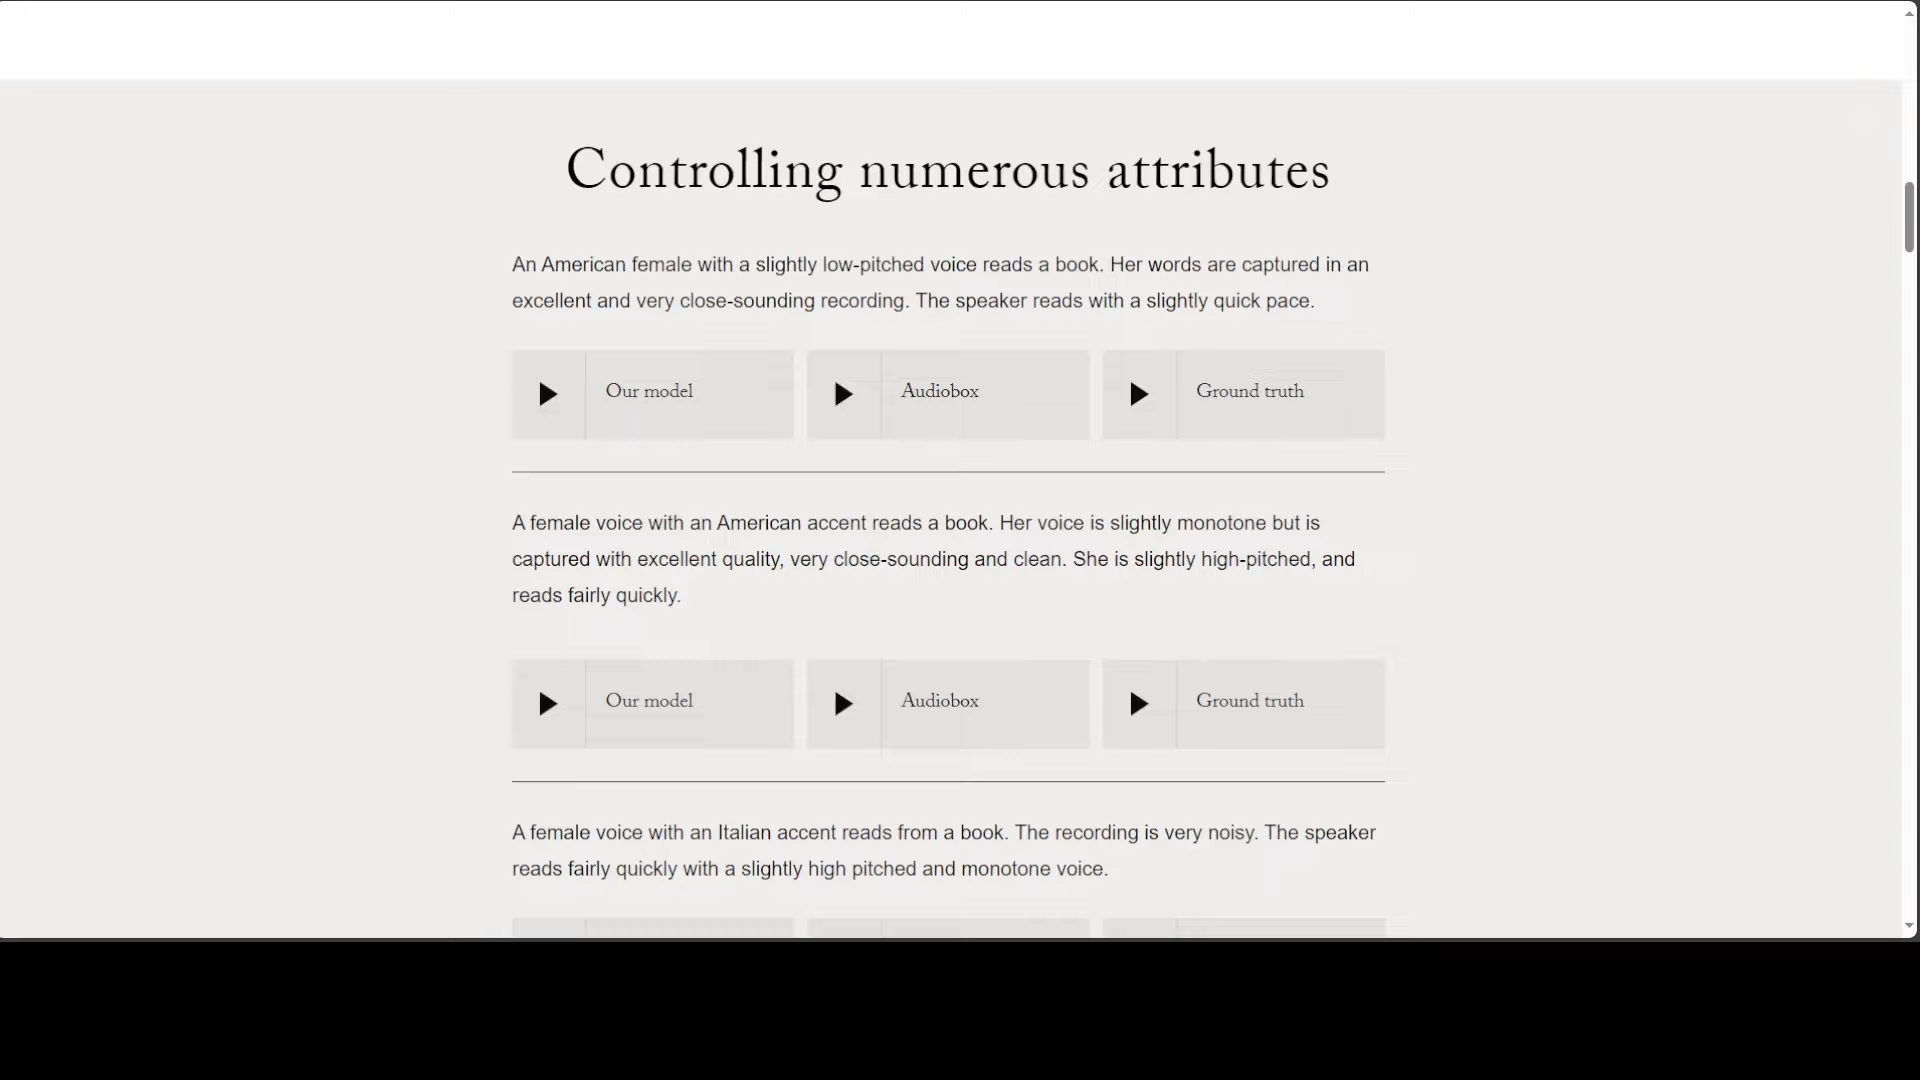 Controlling numerous attributes
An American female with a slightly low-pitched voice reads a book. Her words are captured in an
excellent and very close-sounding recording. The speaker reads with a slightly quick pace.
Our model
Audiobox
Ground truth
A female voice with an American accent reads a book. Her voice is slightly monotone but is
captured with excellent quality, very close-sounding and clean. She is slightly high-pitched, and
reads fairly quickly.
Our model
Audiobox
Ground truth
A female voice with an Italian accent reads from a book. The recording is very noisy. The speaker
reads fairly quickly with a slightly high pitched and monotone voice.